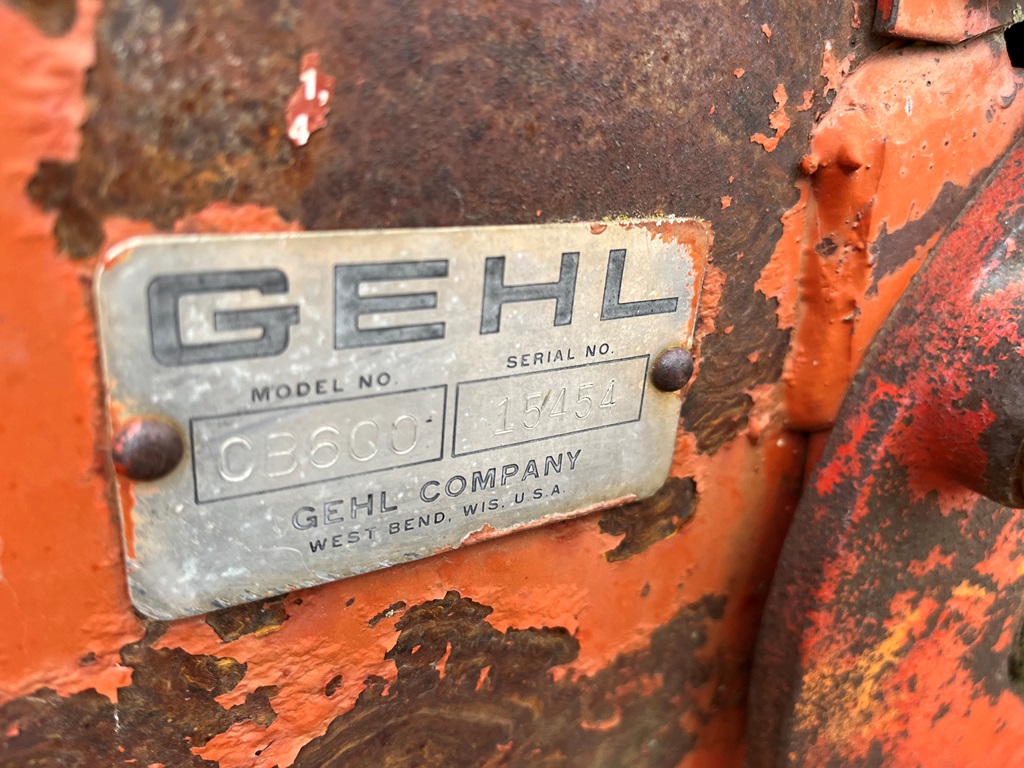 GEHL
MODEL NO.
SERIAL NO.
CB600
15454
GEHL COMPANY
WEST BEND, WIS. U.S.A.